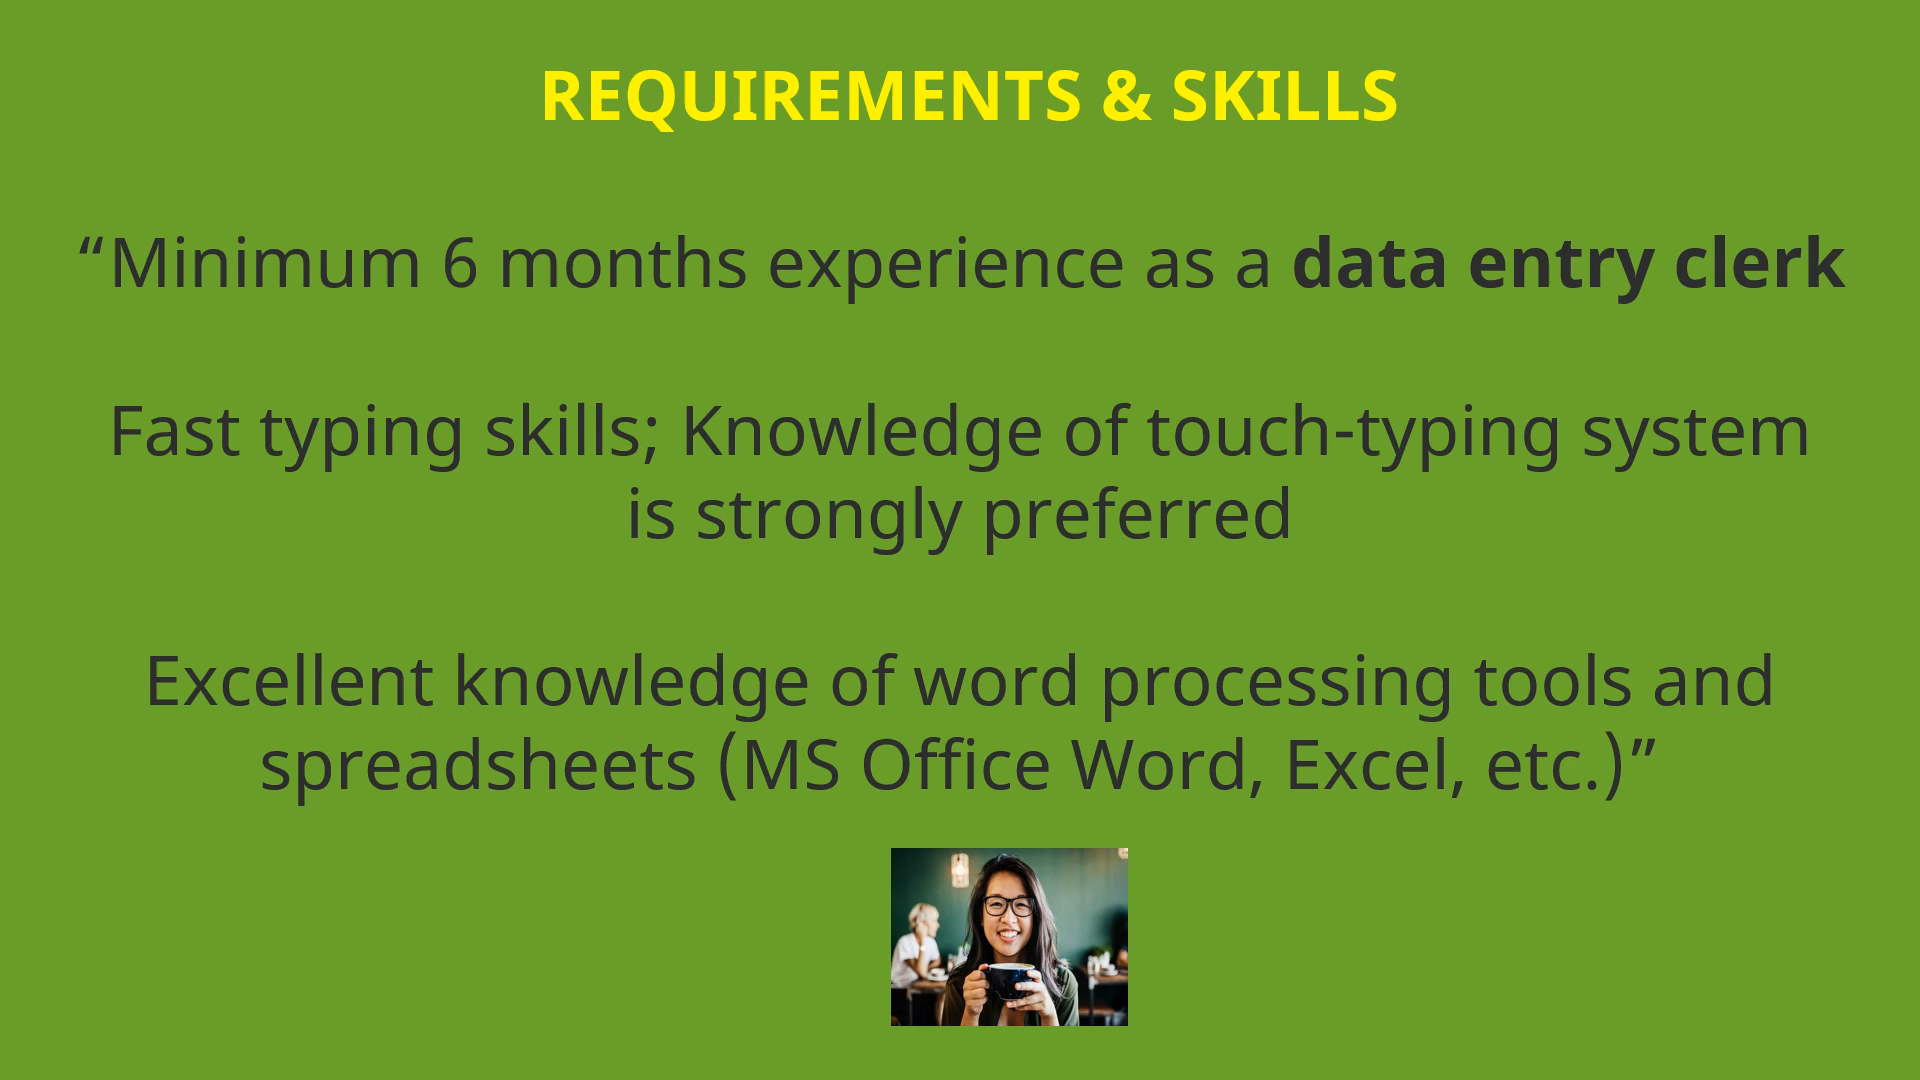 REQUIREMENTS & SKILLS
“Minimum 6 months experience as a data entry clerk
Fast typing skills; Knowledge of touch-typing system
is strongly preferred
Excellent knowledge of word processing tools and
spreadsheets (MS Office Word, Excel, etc.)”